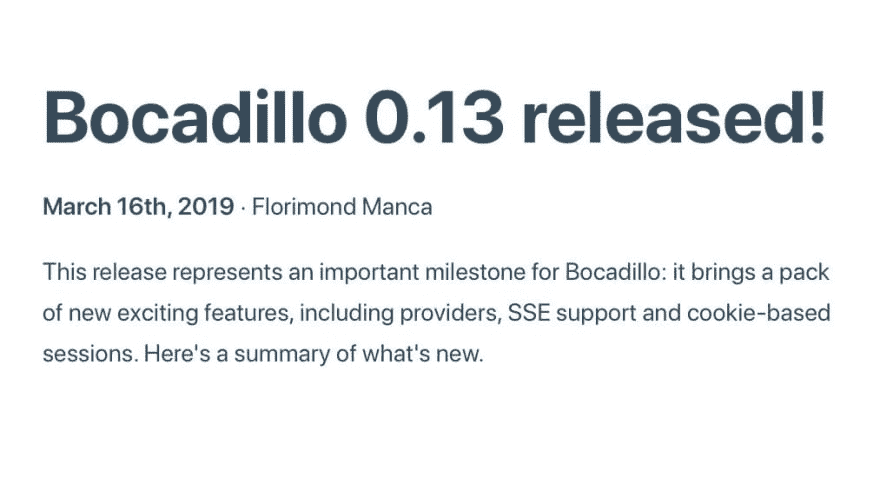 Bocadillo 0.13 released!
March 16th, 2019 · Florimond Manca
This release represents an important milestone for Bocadillo: it brings a pack
of new exciting features, including providers, SSE support and cookie-based
sessions. Here's a summary of what's new.